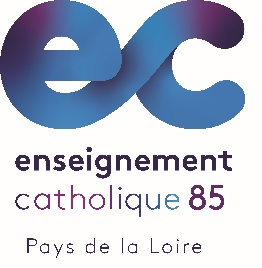 ec
enseignement
catholique 85
Pays de la Loire